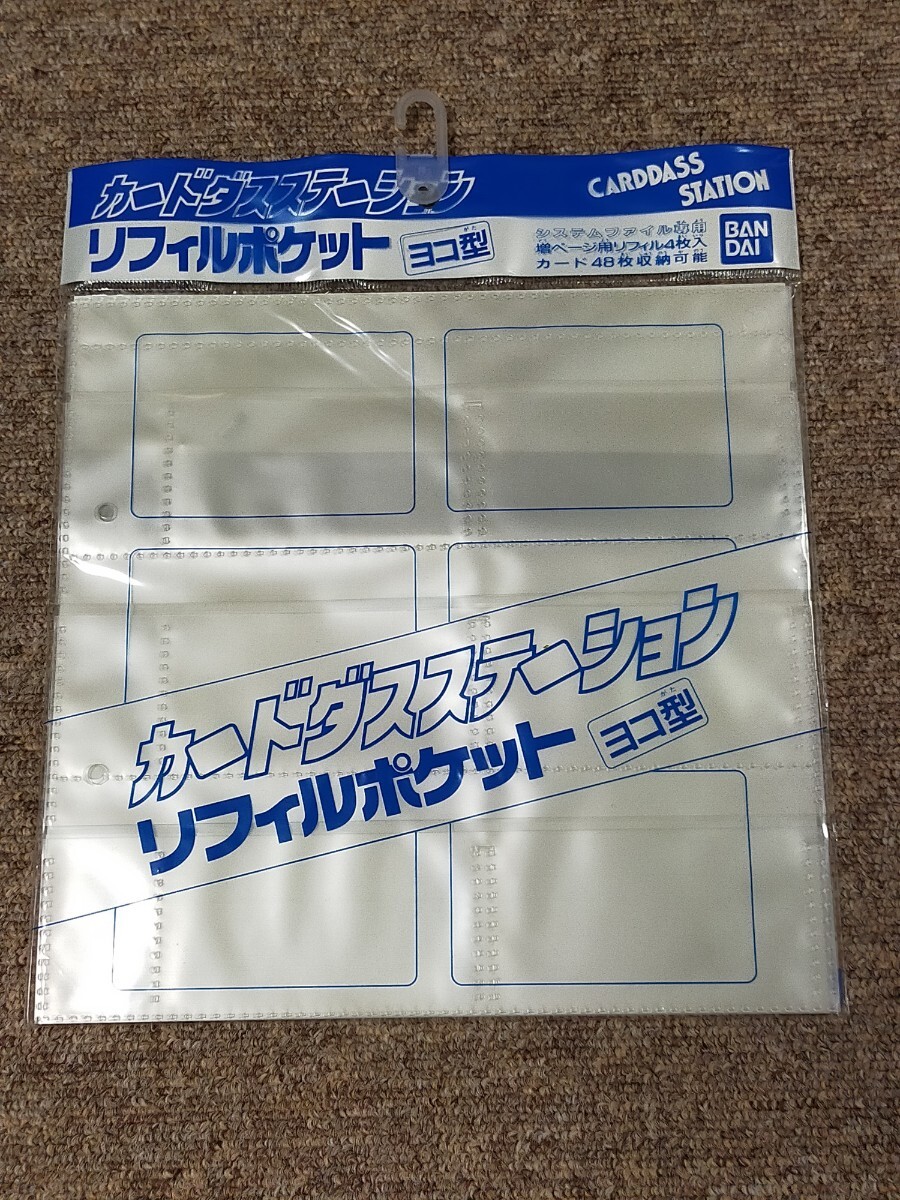 カードダスステーション
リフィルポケット
ヨコ型
がた
CARDDASS
STATION
システムファイル専用
増ページ用リフィル4枚入
カード48枚収納可能
BAN
DAI
カードダスステーション
リフィルポケット
ヨコ型
がた